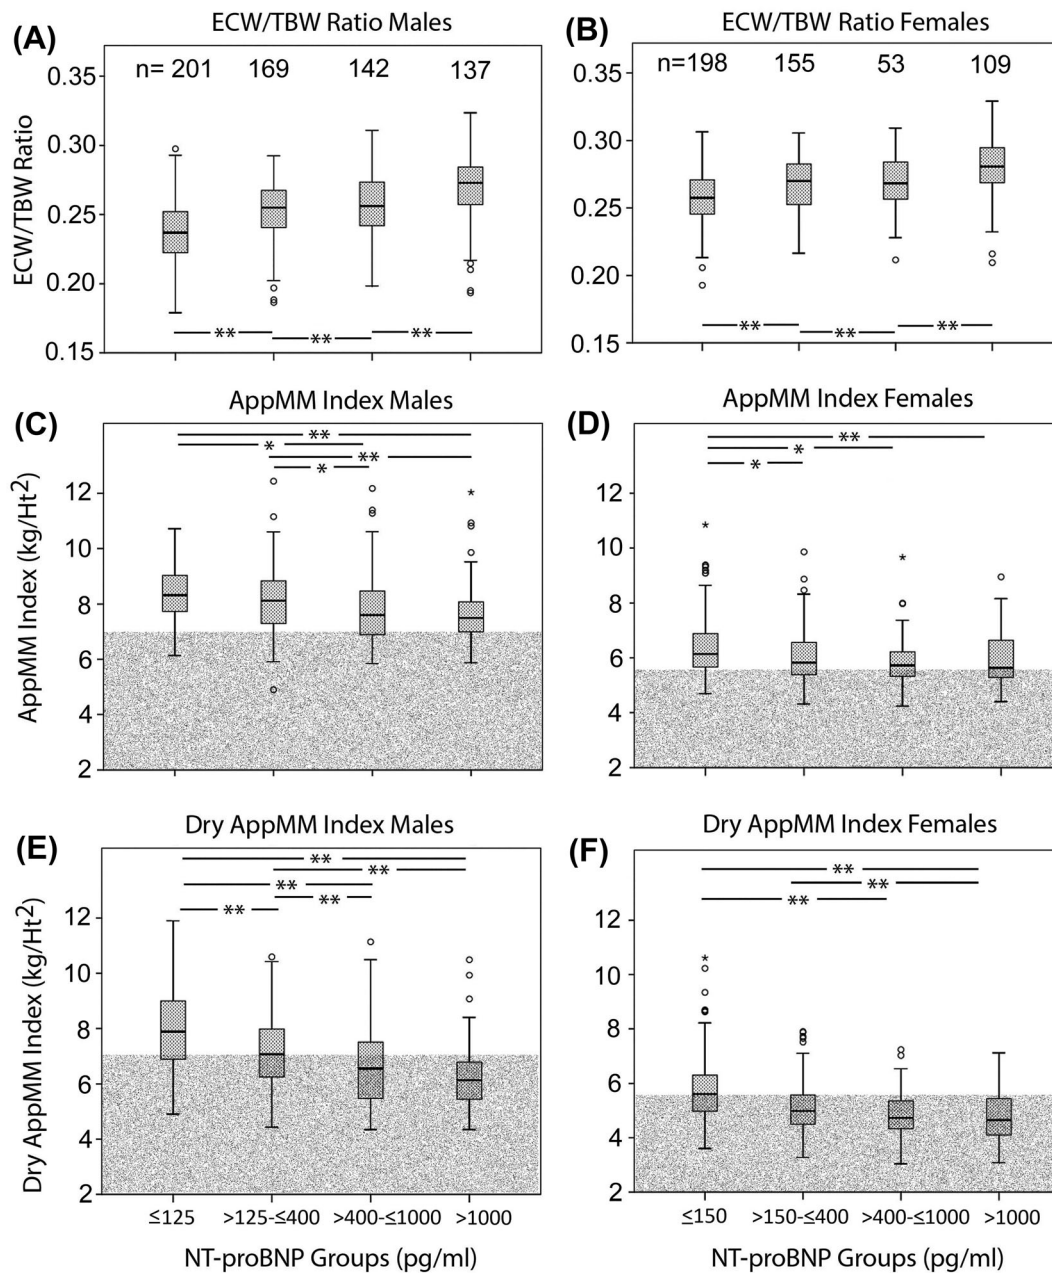 (A)
ECW/TBW Ratio Males
n= 201 169 142 137
ECW/TBW Ratio
0.35
0.30
0.25
0.20
0.15
** ** **
(B)
ECW/TBW Ratio Females
n=198 155 53 109
0.35
0.30
0.25
0.20
0.15
** ** **
(C)
AppMM Index Males
AppMM Index (kg/Ht2)
**
*
**
*
*
12
10
8
6
4
2
(D)
AppMM Index Females
**
*
*
*
*
12
10
8
6
4
2
(E)
Dry AppMM Index Males
Dry AppMM Index (kg/Ht2)
**
**
**
**
**
12
10
8
6
4
2
≤125 >125-≤400 >400-≤1000 >1000
NT-proBNP Groups (pg/ml)
(F)
Dry AppMM Index Females
**
**
**
*
12
10
8
6
4
2
≤150 >150-≤400 >400-≤1000 >1000
NT-proBNP Groups (pg/ml)